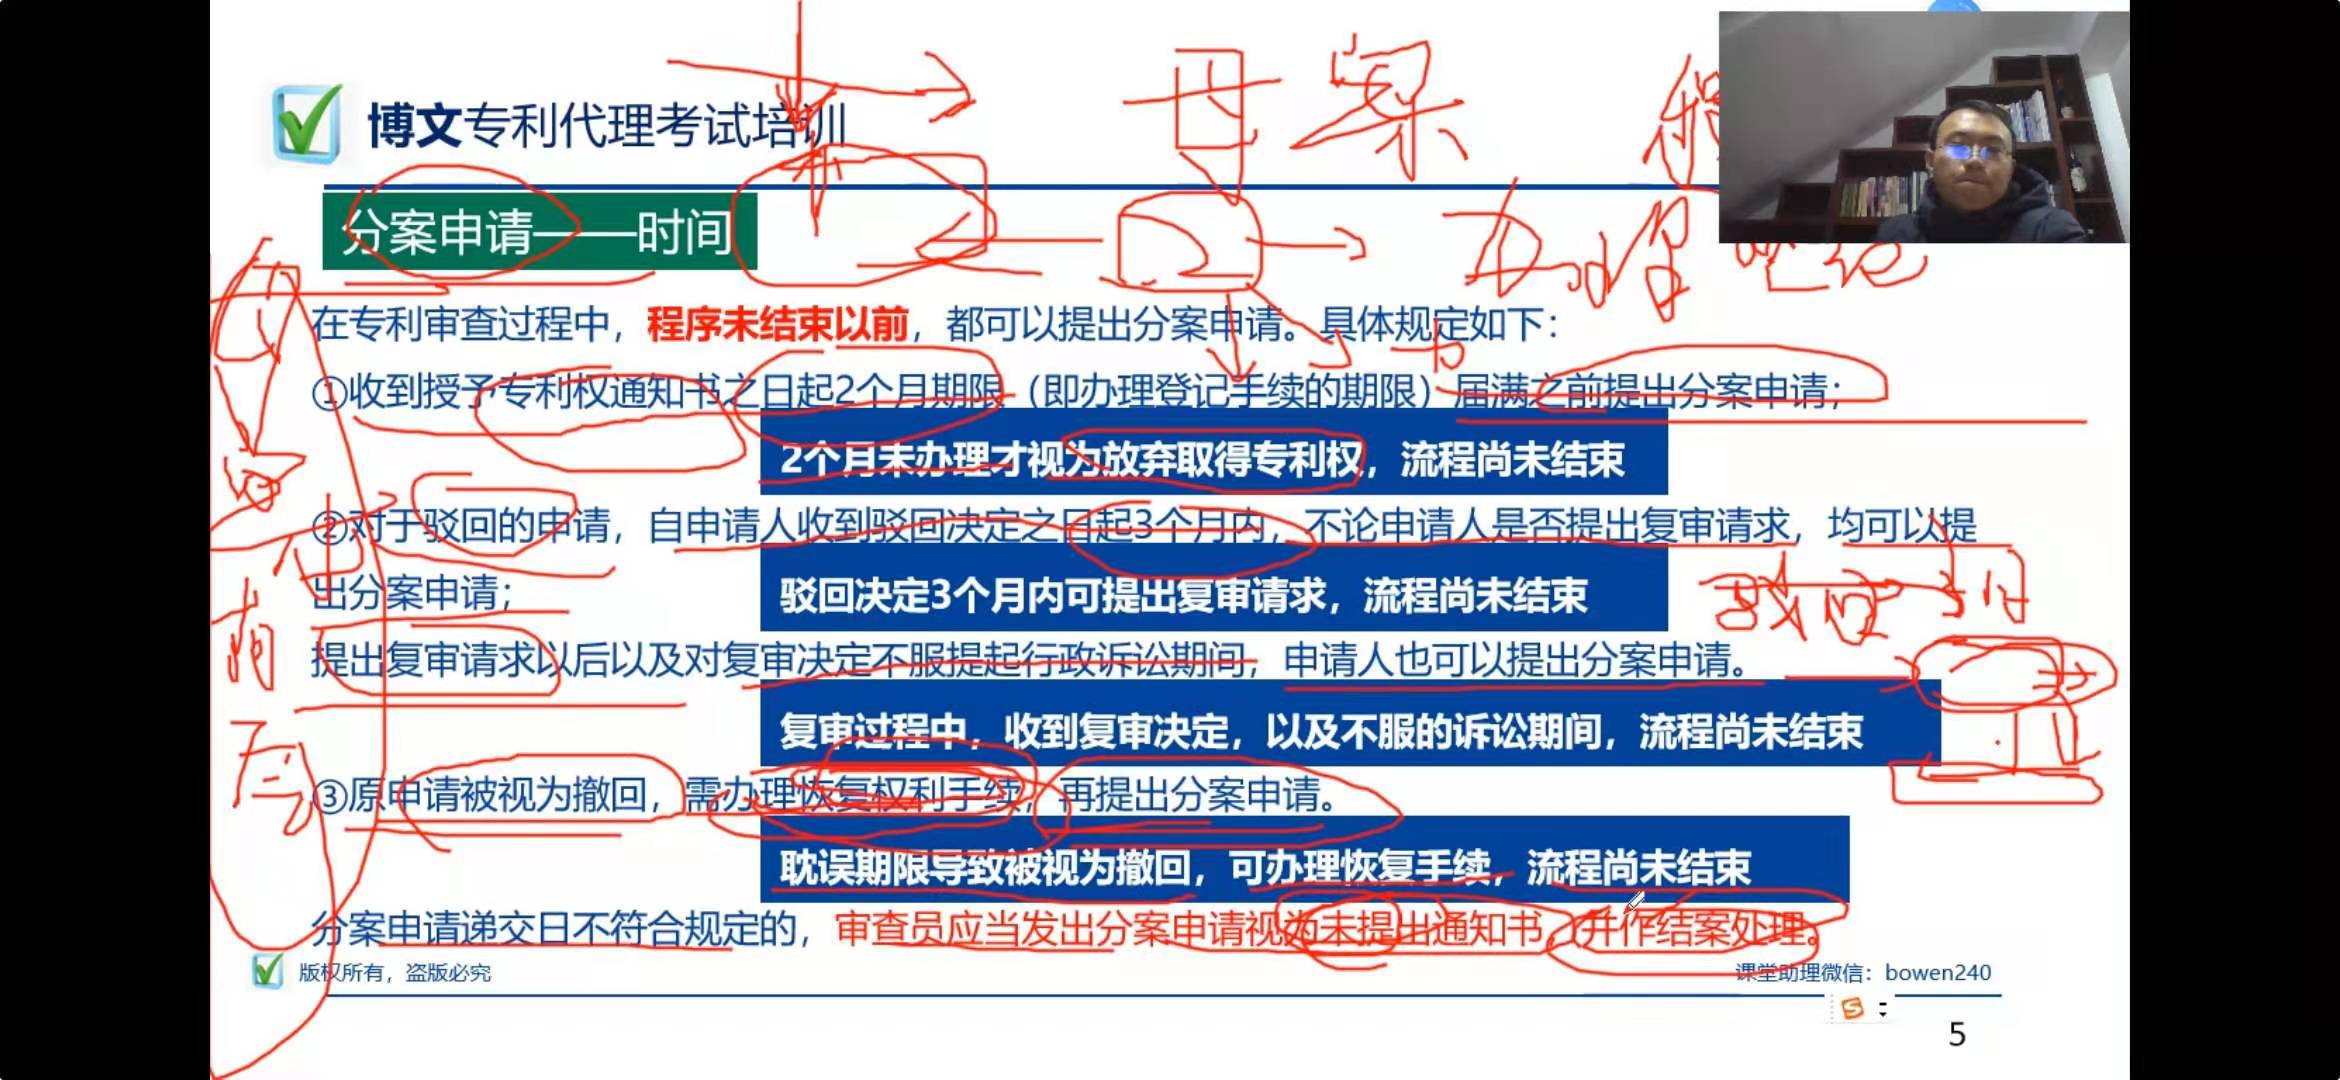 母案
博文专利代理考试培训
分案申请——时间
办理登记
在专利审查过程中，程序未结束以前，都可以提出分案申请。具体规定如下：
①收到授予专利权通知书之日起2个月期限（即办理登记手续的期限）届满之前提出分案申请；
2个月未办理才视为放弃取得专利权，流程尚未结束
②对于驳回的申请，自申请人收到驳回决定之日起3个月内，不论申请人是否提出复审请求，均可以提
出分案申请；
驳回决定3个月内可提出复审请求，流程尚未结束
提出复审请求以后以及对复审决定不服提起行政诉讼期间，申请人也可以提出分案申请。
复审过程中，收到复审决定，以及不服的诉讼期间，流程尚未结束
③原申请被视为撤回，需办理恢复权利手续，再提出分案申请。
耽误期限导致被视为撤回，可办理恢复手续，流程尚未结束
分案申请递交日不符合规定的，审查员应当发出分案申请视为未提出通知书，并作结案处理。
版权所有，盗版必究
课堂助理微信：bowen240
5